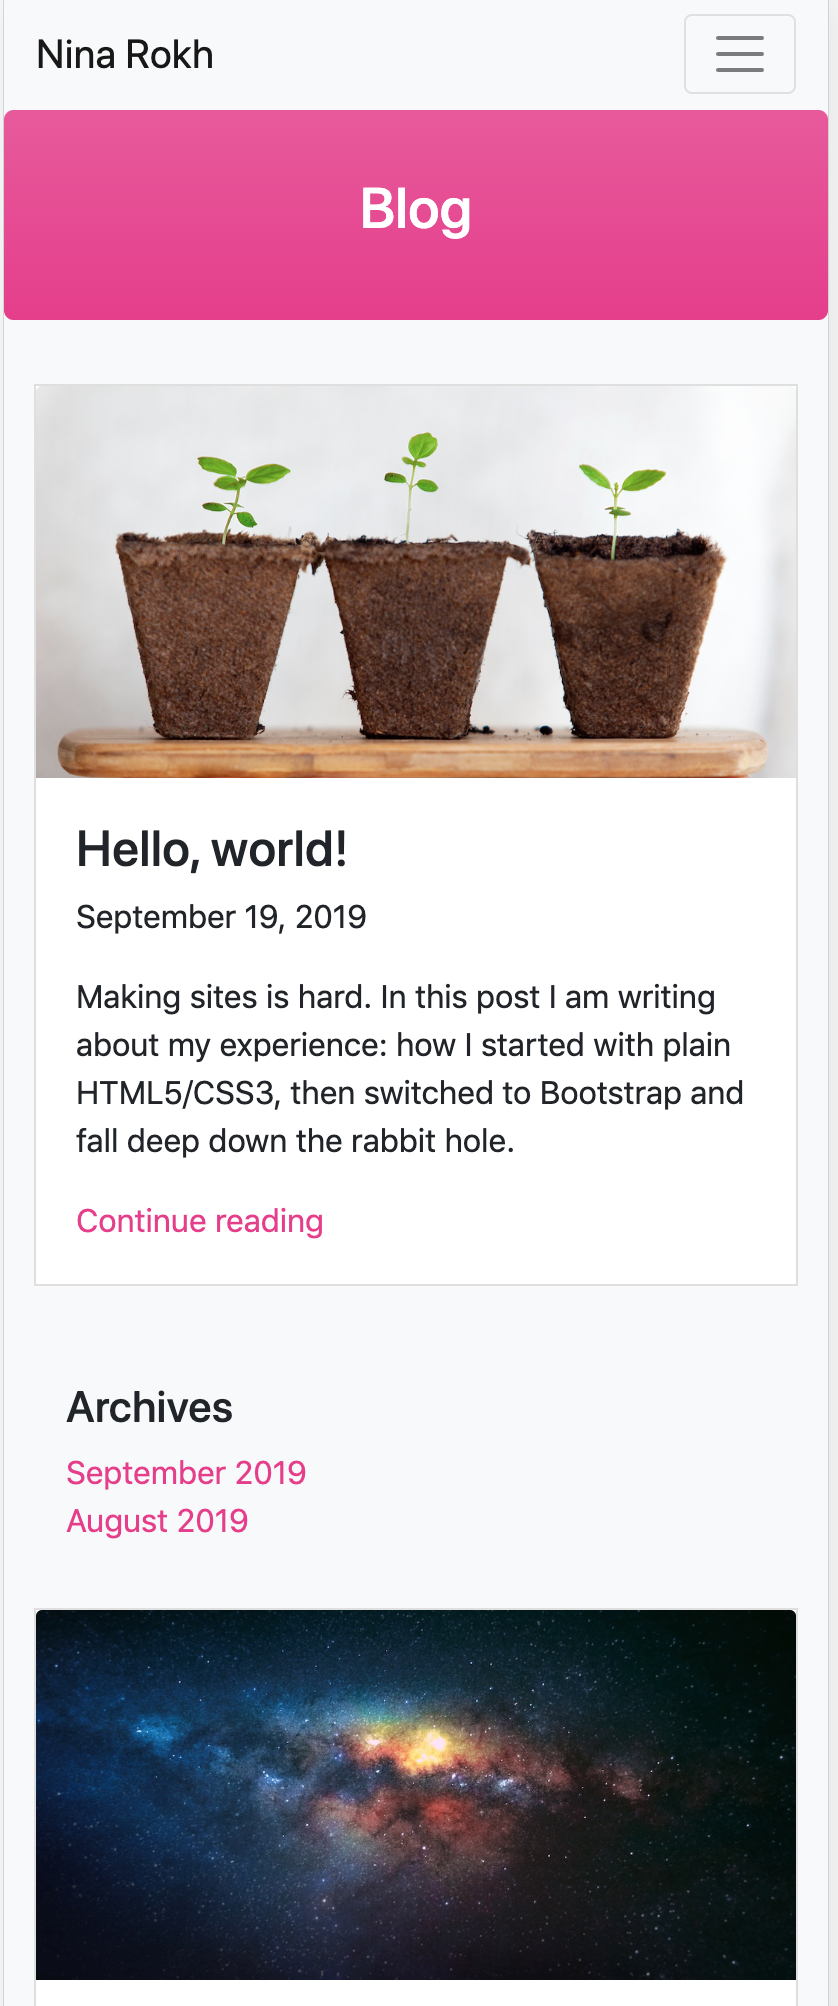 Nina Rokh
Blog
Hello, world!
September 19, 2019
Making sites is hard. In this post I am writing
about my experience: how I started with plain
HTML5/CSS3, then switched to Bootstrap and
fall deep down the rabbit hole.
Continue reading
Archives
September 2019
August 2019